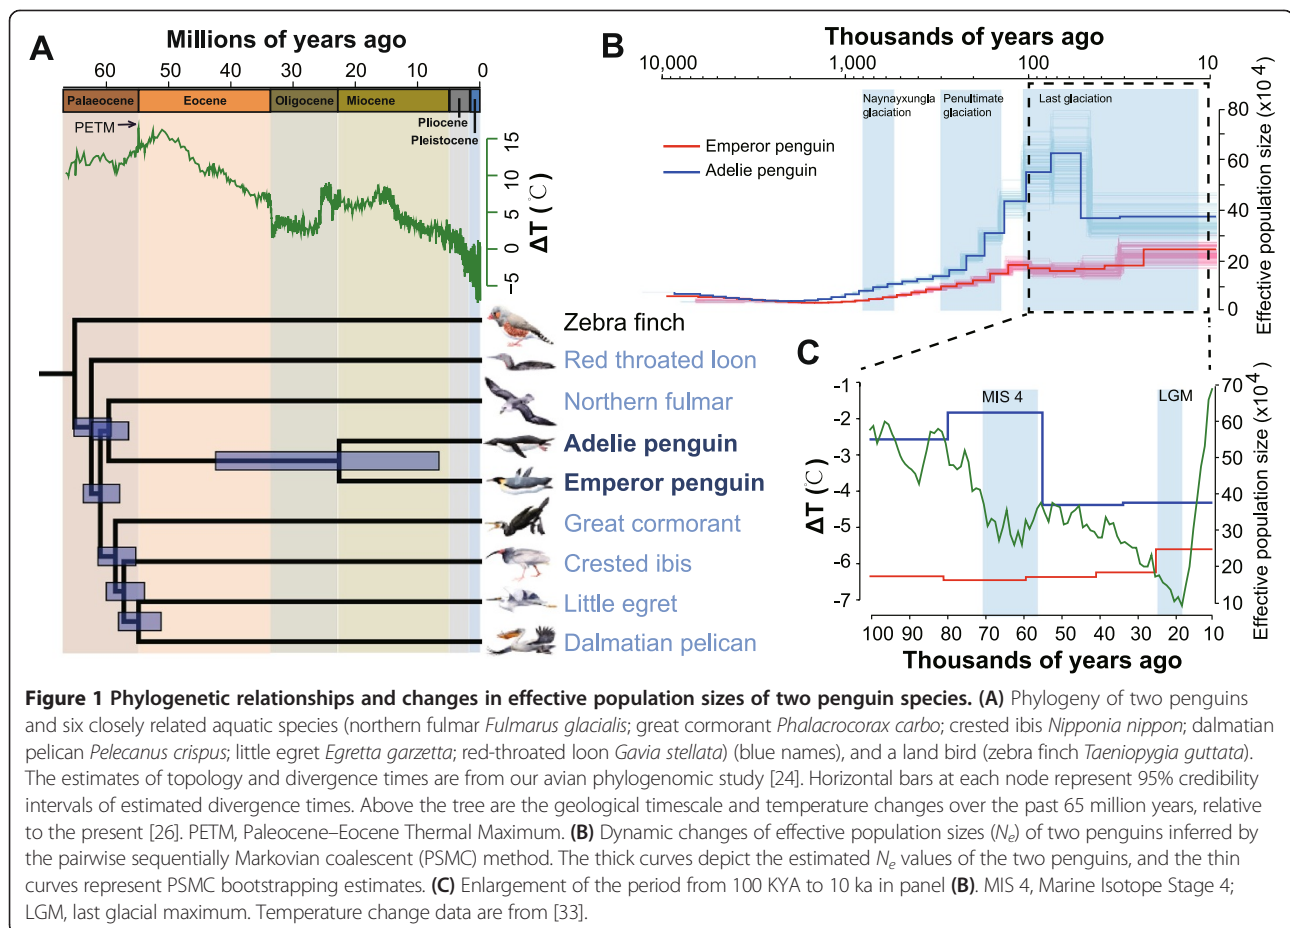 A
Millions of years ago
60 50 40 30 20 10 0
Palaeocene Eocene Oligocene Miocene
Pliocene
Pleistocene
PETM
15
10
5
0
−5
ΔT (℃)
Zebra finch
Red throated loon
Northern fulmar
Adelie penguin
Emperor penguin
Great cormorant
Crested ibis
Little egret
Dalmatian pelican
B
Thousands of years ago
10,000 1,000 100 10
Naynayxungla
glaciation
Penultimate
glaciation
Last glaciation
Emperor penguin
Adelie penguin
80
60
40
20
0
Effective population size (x10 4)
C
MIS 4
LGM
−1
−2
−3
−4
−5
−6
−7
ΔT (℃)
70
60
50
40
30
20
10
Effective population size (x10 4)
100 90 80 70 60 50 40 30 20 10
Thousands of years ago
Figure 1 Phylogenetic relationships and changes in effective population sizes of two penguin species. (A) Phylogeny of two penguins
and six closely related aquatic species (northern fulmar Fulmarus glacialis; great cormorant Phalacrocorax carbo; crested ibis Nipponia nippon; dalmatian
pelican Pelecanus crispus; little egret Egretta garzetta; red-throated loon Gavia stellata) (blue names), and a land bird (zebra finch Taeniopygia guttata).
The estimates of topology and divergence times are from our avian phylogenomic study [24]. Horizontal bars at each node represent 95% credibility
intervals of estimated divergence times. Above the tree are the geological timescale and temperature changes over the past 65 million years, relative
to the present [26]. PETM, Paleocene–Eocene Thermal Maximum. (B) Dynamic changes of effective population sizes (Ne) of two penguins inferred by
the pairwise sequentially Markovian coalescent (PSMC) method. The thick curves depict the estimated Ne values of the two penguins, and the thin
curves represent PSMC bootstrapping estimates. (C) Enlargement of the period from 100 KYA to 10 ka in panel (B). MIS 4, Marine Isotope Stage 4;
LGM, last glacial maximum. Temperature change data are from [33].